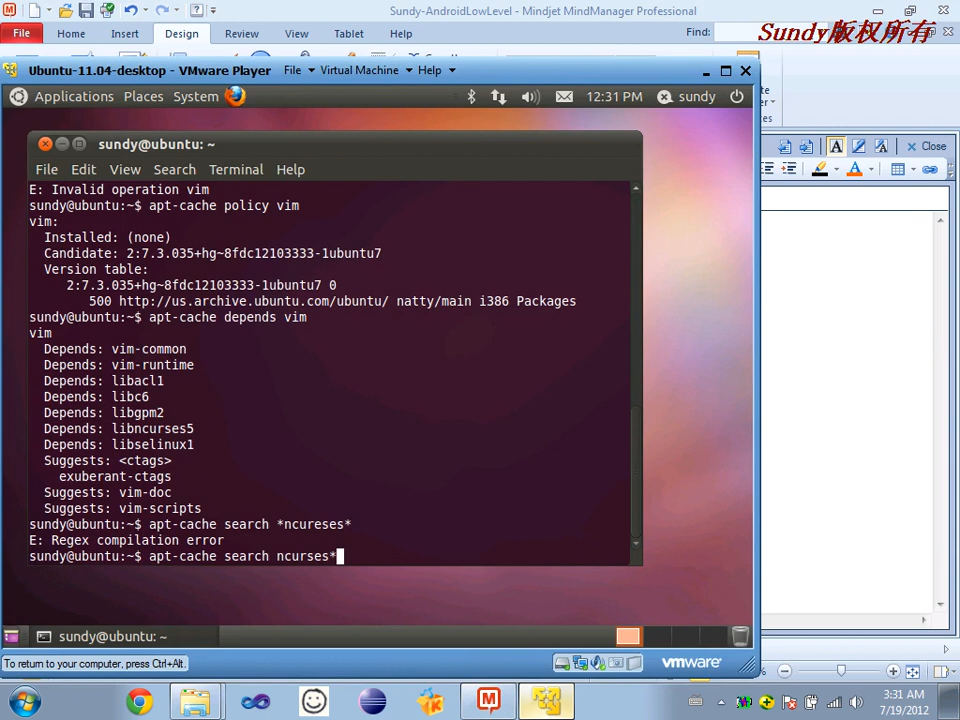 Sundy-AndroidLowLevel - Mindjet MindManager Professional
File Home Insert Design Review View Tablet Help Find:
Sundy版权所有
Ubuntu-11.04-desktop - VMware Player File Virtual Machine Help
Applications Places System 12:31 PM sundy
sundy@ubuntu: ~
File Edit View Search Terminal Help
Close
E: Invalid operation vim
sundy@ubuntu:~$ apt-cache policy vim
vim:
Installed: (none)
Candidate: 2:7.3.035+hg~8fdc12103333-1ubuntu7
Version table:
2:7.3.035+hg~8fdc12103333-1ubuntu7 0
500 http://us.archive.ubuntu.com/ubuntu/ natty/main i386 Packages
sundy@ubuntu:~$ apt-cache depends vim
vim
Depends: vim-common
Depends: vim-runtime
Depends: libacl1
Depends: libc6
Depends: libgpm2
Depends: libncurses5
Depends: libselinux1
Suggests: <ctags>
exuberant-ctags
Suggests: vim-doc
Suggests: vim-scripts
sundy@ubuntu:~$ apt-cache search *ncureses*
E: Regex compilation error
sundy@ubuntu:~$ apt-cache search ncurses*
sundy@ubuntu: ~
To return to your computer, press Ctrl+Alt.
vmware
3:31 AM
7/19/2012